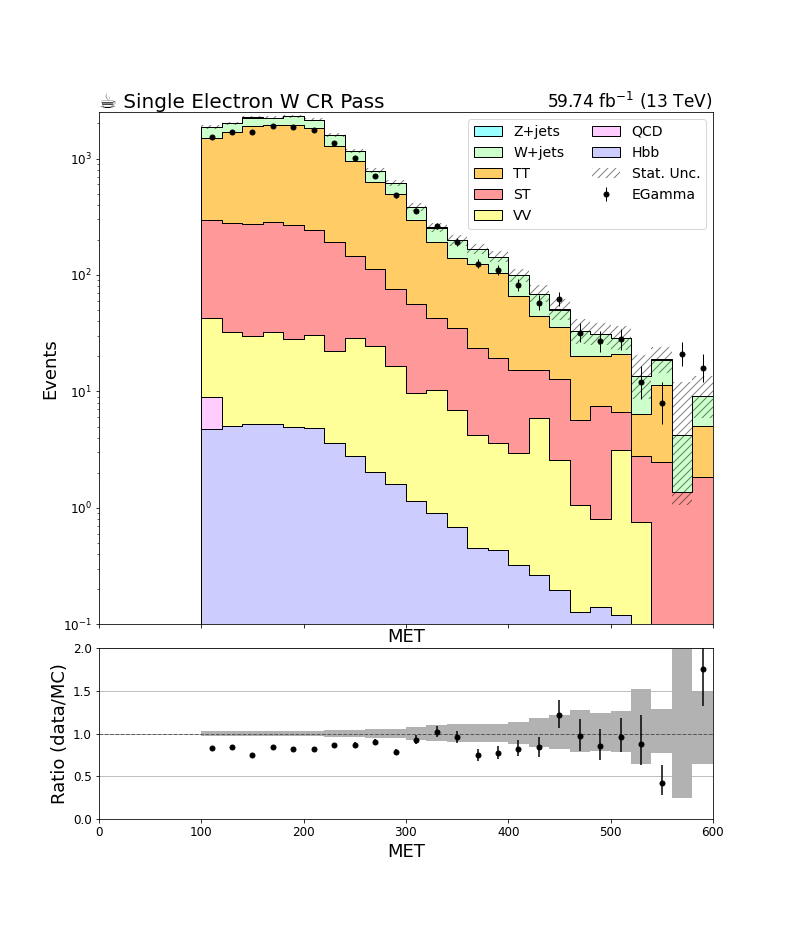 ☕ Single Electron W CR Pass 59.74 fb⁻¹ (13 TeV)
Z+jets QCD
W+jets Hbb
TT Stat. Unc.
ST EGamma
VV
Events
10³
10²
10¹
10⁰
10⁻¹
MET
Ratio (data/MC)
2.0
1.5
1.0
0.5
0.0
0 100 200 300 400 500 600
MET